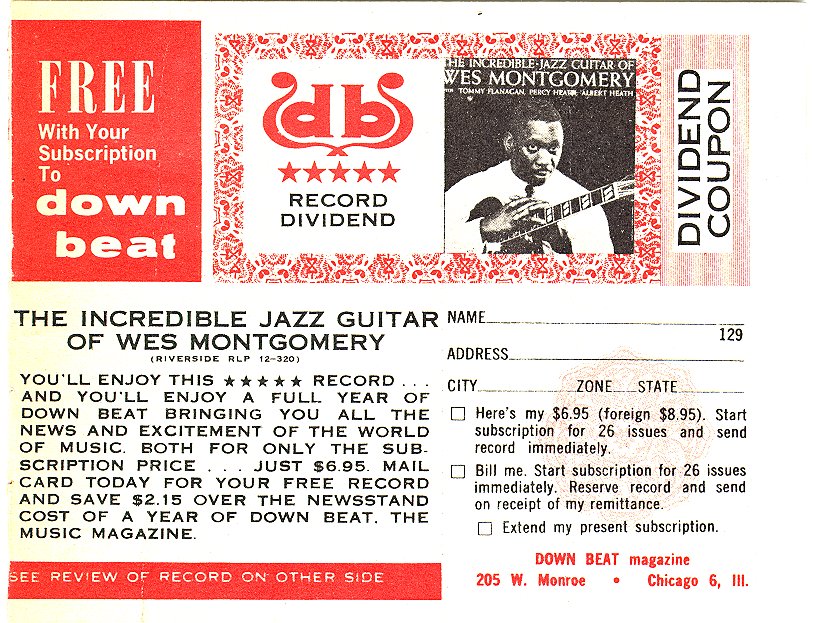 FREE
With Your
Subscription
To
down
beat
db
★★★★★
RECORD
DIVIDEND
THE INCREDIBLE JAZZ GUITAR OF
WES MONTGOMERY
WITH TOMMY FLANAGAN, PERCY HEATH, ALBERT HEATH
DIVIDEND
COUPON
THE INCREDIBLE JAZZ GUITAR
OF WES MONTGOMERY
(RIVERSIDE RLP 12-320)
YOU'LL ENJOY THIS ★★★★★ RECORD . . .
AND YOU'LL ENJOY A FULL YEAR OF
DOWN BEAT BRINGING YOU ALL THE
NEWS AND EXCITEMENT OF THE WORLD
OF MUSIC. BOTH FOR ONLY THE SUB-
SCRIPTION PRICE . . . JUST $6.95. MAIL
CARD TODAY FOR YOUR FREE RECORD
AND SAVE $2.15 OVER THE NEWSSTAND
COST OF A YEAR OF DOWN BEAT, THE
MUSIC MAGAZINE.
SEE REVIEW OF RECORD ON OTHER SIDE
NAME
129
ADDRESS
CITY ZONE STATE
Here's my $6.95 (foreign $8.95). Start
subscription for 26 issues and send
record immediately.
Bill me. Start subscription for 26 issues
immediately. Reserve record and send
on receipt of my remittance.
Extend my present subscription.
DOWN BEAT magazine
205 W. Monroe • Chicago 6, Ill.